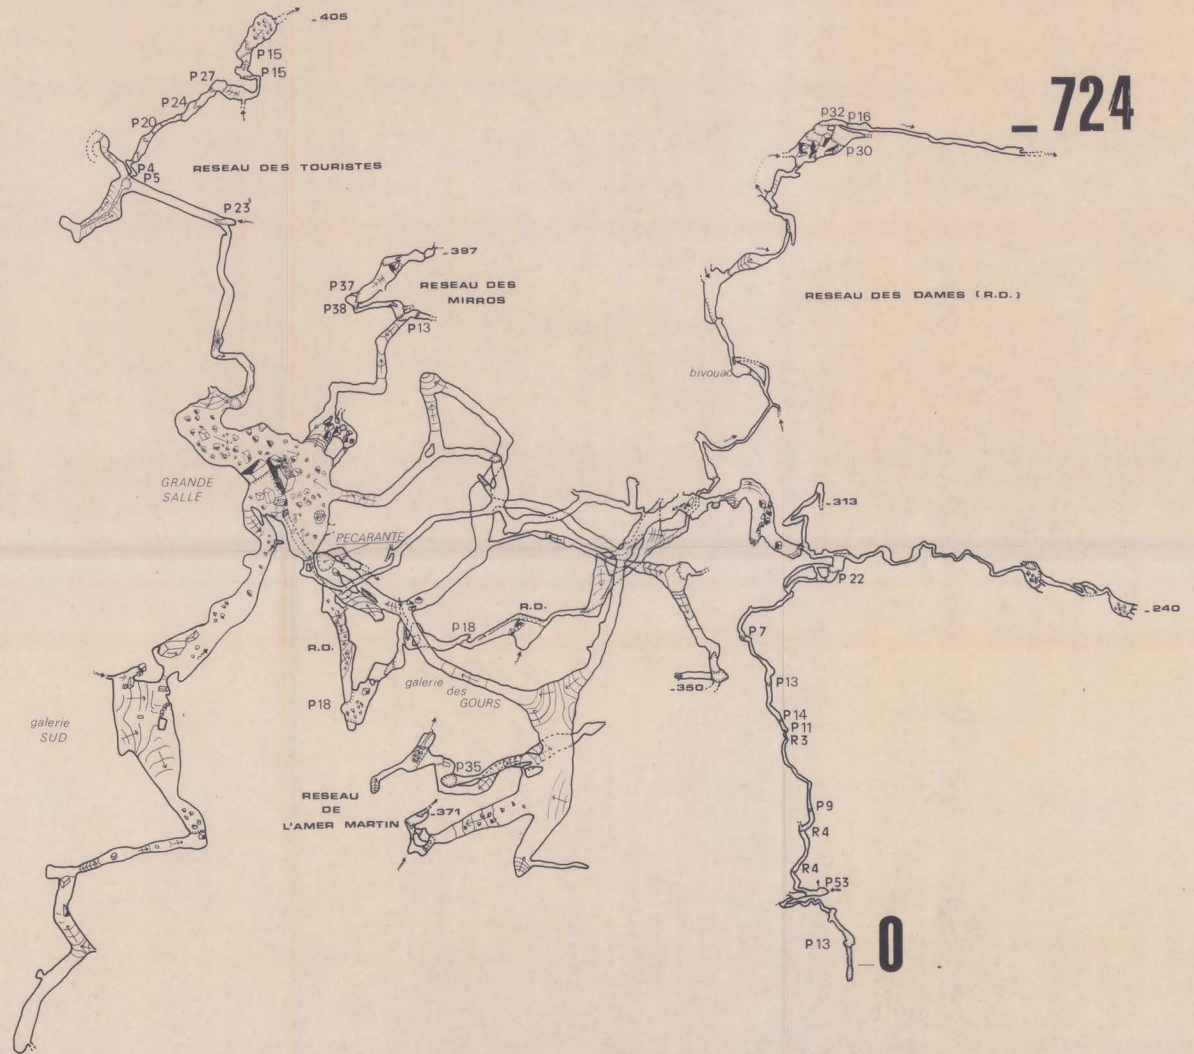 -405
P15
P15
P27
P24
P20
P4
P5
RESEAU DES TOURISTES
P23
_724
P32 P16
P30
-397
RESEAU DES
MIRROS
P37
P38
P13
RESEAU DES DAMES (R.D.)
bivouac
GRANDE
SALLE
PECARANTE
-313
P22
-240
R.D.
P18
P7
R.D.
P18
galerie
des
GOURS
-350
P13
galerie
SUD
P14
P11
R3
P35
RESEAU
DE
L'AMER MARTIN
-371
P9
R4
R4
P53
P13
_0